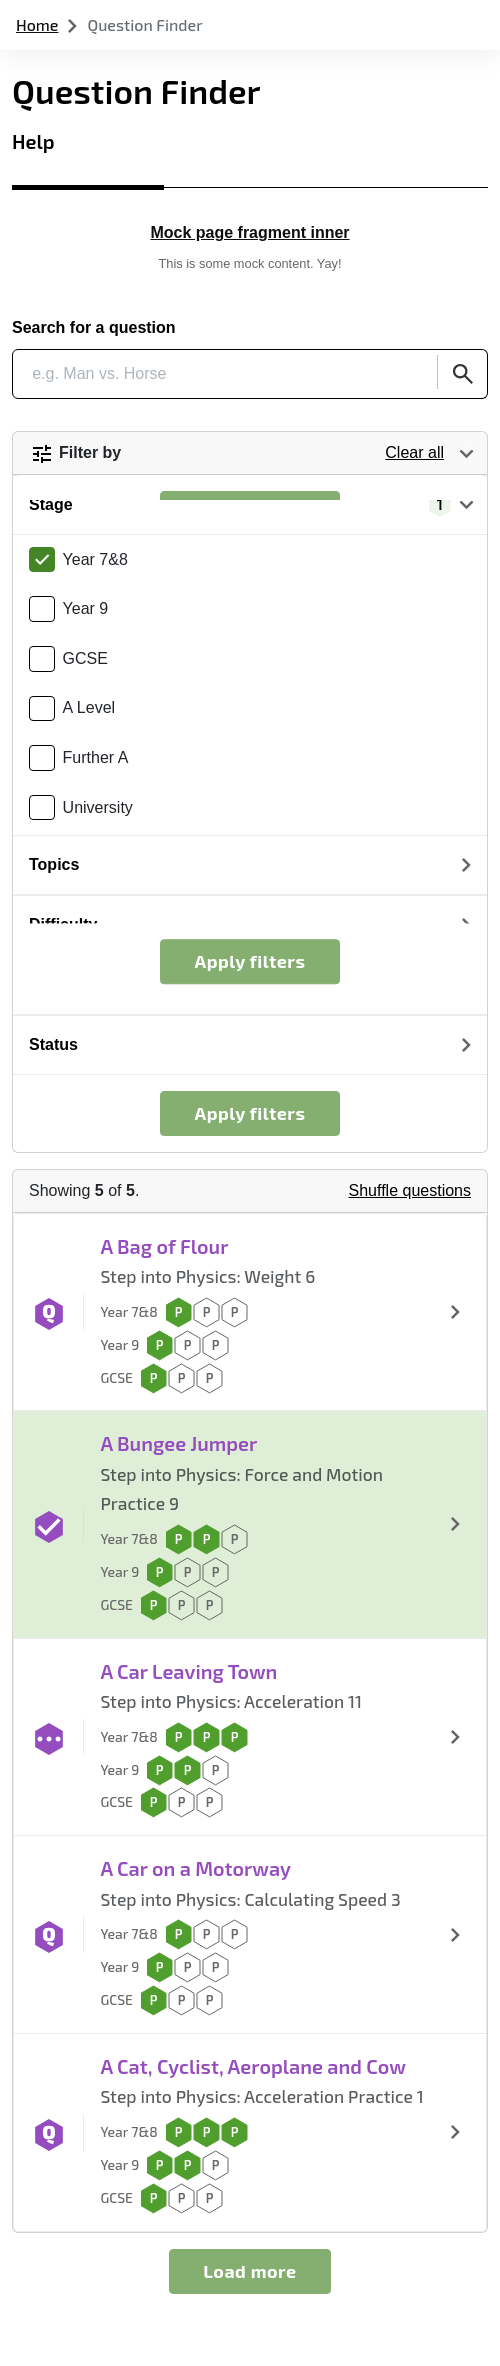 Home > Question Finder
Question Finder
Help
Mock page fragment inner
This is some mock content. Yay!
Search for a question
e.g. Man vs. Horse
Filter by Clear all
Stage 1
Year 7&8
Year 9
GCSE
A Level
Further A
University
Topics
Difficulty
Apply filters
Status
Apply filters
Showing 5 of 5. Shuffle questions
A Bag of Flour
Step into Physics: Weight 6
Q
Year 7&8 P P P
Year 9 P P P
GCSE P P P
A Bungee Jumper
Step into Physics: Force and Motion
Practice 9
Year 7&8 P P P
Year 9 P P P
GCSE P P P
A Car Leaving Town
Step into Physics: Acceleration 11
Year 7&8 P P P
Year 9 P P P
GCSE P P P
A Car on a Motorway
Step into Physics: Calculating Speed 3
Q
Year 7&8 P P P
Year 9 P P P
GCSE P P P
A Cat, Cyclist, Aeroplane and Cow
Step into Physics: Acceleration Practice 1
Q
Year 7&8 P P P
Year 9 P P P
GCSE P P P
Load more